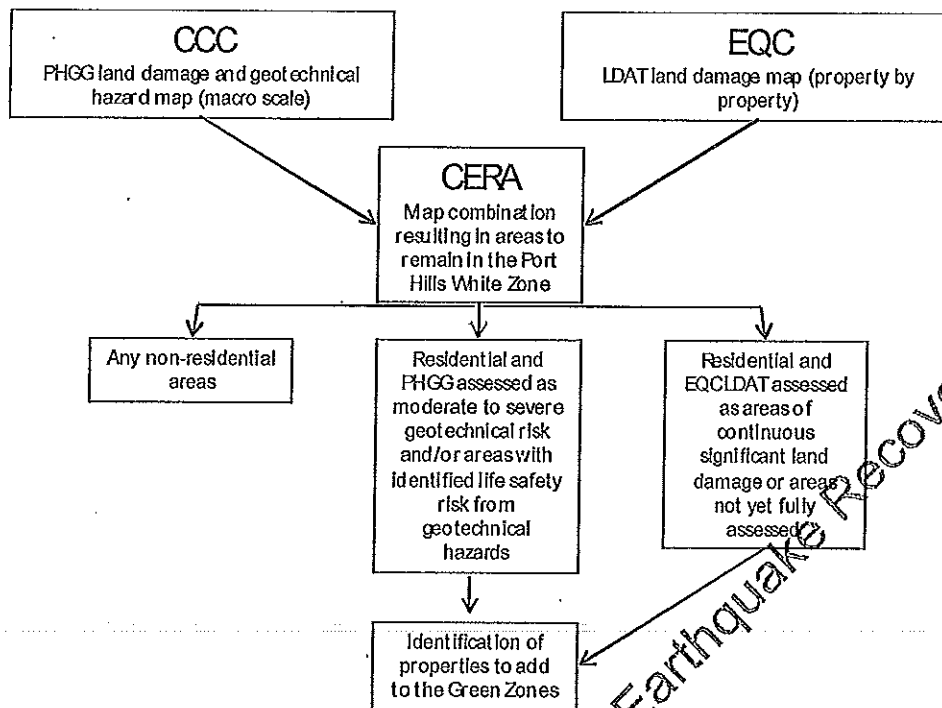 CCC
PHGG land damage and geotechnical
hazard map (macro scale)
EQC
LDAT land damage map (property by
property)
CERA
Map combination
resulting in areas to
remain in the Port
Hills White Zone
Any non-residential
areas
Residential and
PHGG assessed as
moderate to severe
geotechnical risk
and/or areas with
identified life safety
risk from
geotechnical
hazards
Residential and
EQCLDAT assessed
as areas of
continuous
significant land
damage or areas
not yet fully
assessed
Identification of
properties to add
to the Green Zones
Earthquake Recove